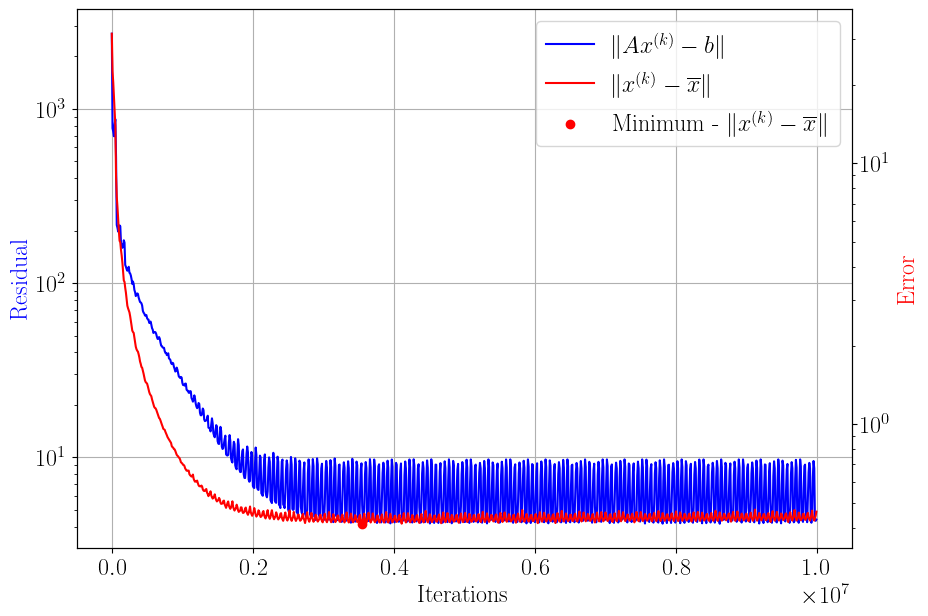 ‖Ax^(k) − b‖
‖x^(k) − x̅‖
Minimum - ‖x^(k) − x̅‖
10^3
10^2
10^1
Residual
10^1
10^0
Error
0.0 0.2 0.4 0.6 0.8 1.0
Iterations
×10^7